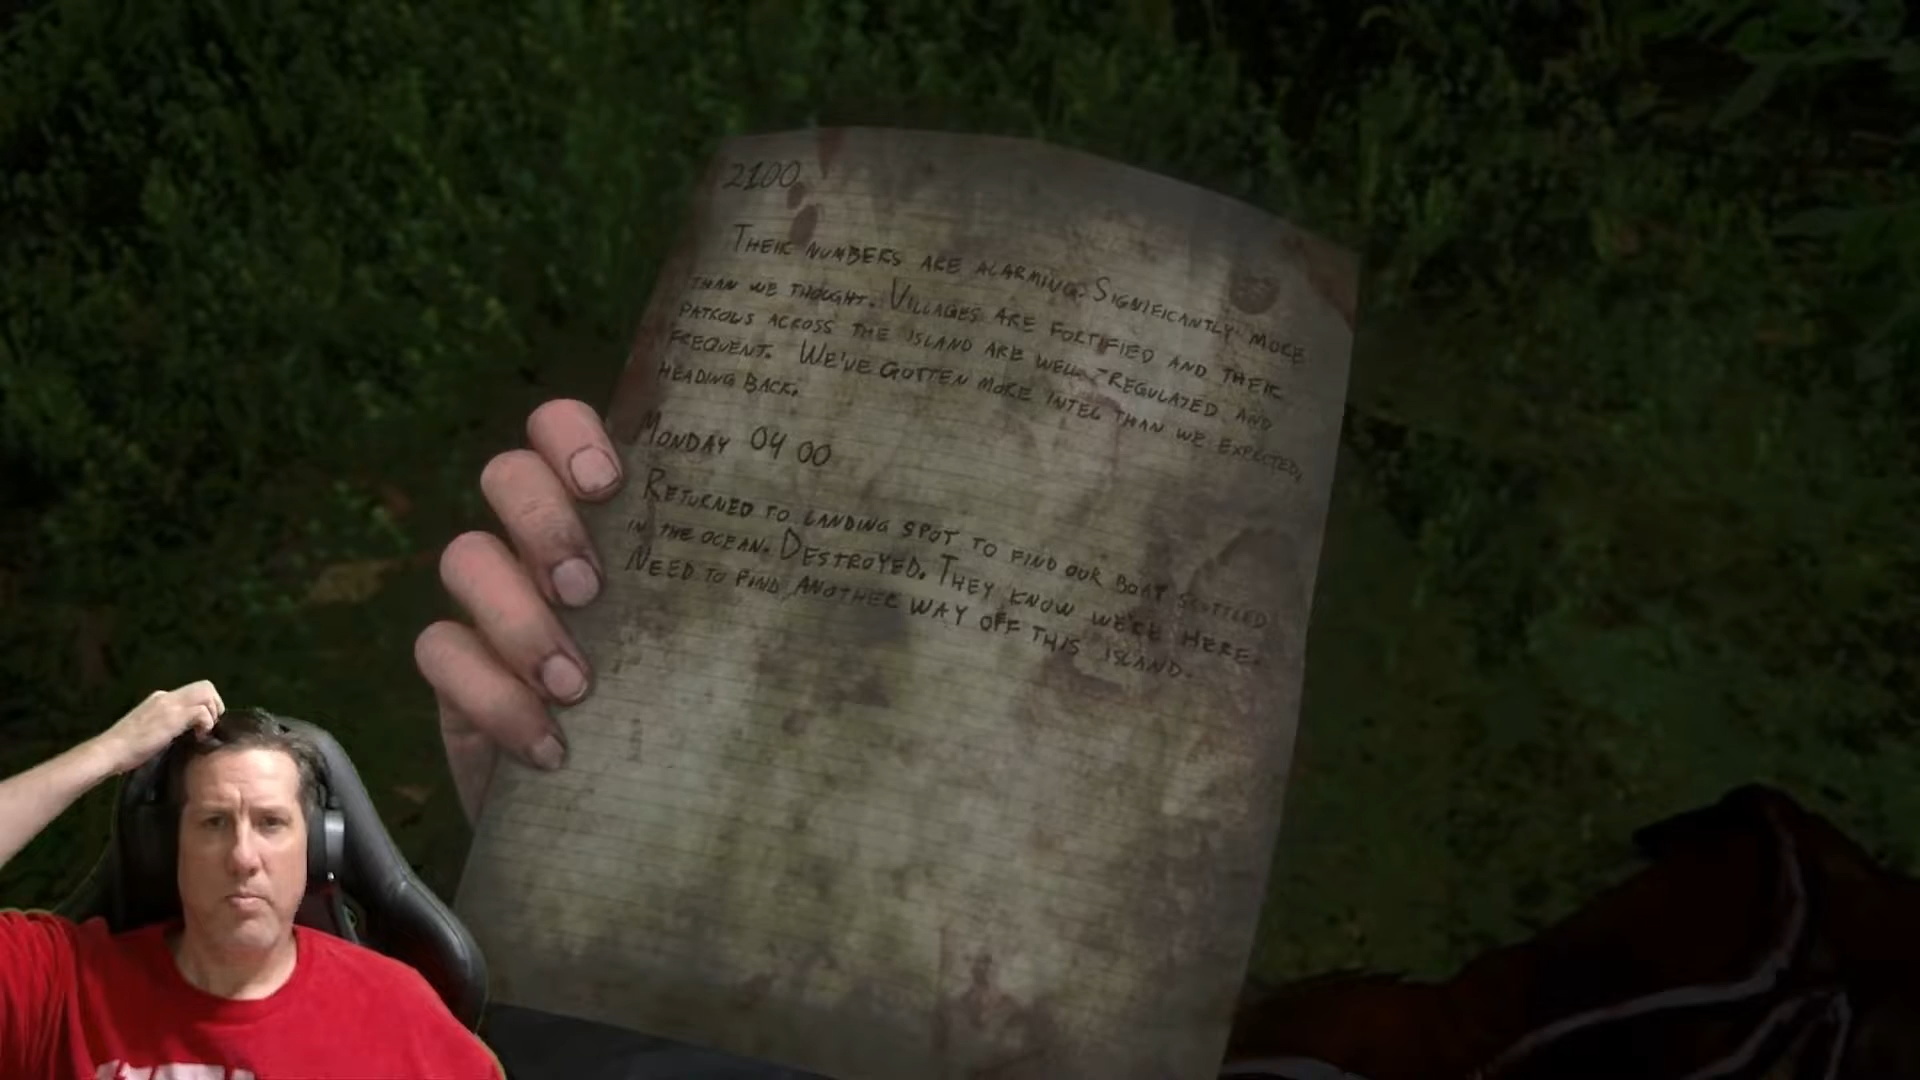 2100
THEIR NUMBERS ARE ALARMING. SIGNIFICANTLY MORE
THAN WE THOUGHT. VILLAGES ARE FORTIFIED AND THEIR
PATROLS ACROSS THE ISLAND ARE WELL-REGULATED AND
FREQUENT. WE'VE GOTTEN MORE INTEL THAN WE EXPECTED.
HEADING BACK.
MONDAY 04 00
RETURNED TO LANDING SPOT TO FIND OUR BOAT SCUTTLED
IN THE OCEAN. DESTROYED. THEY KNOW WE'RE HERE.
NEED TO FIND ANOTHER WAY OFF THIS ISLAND.